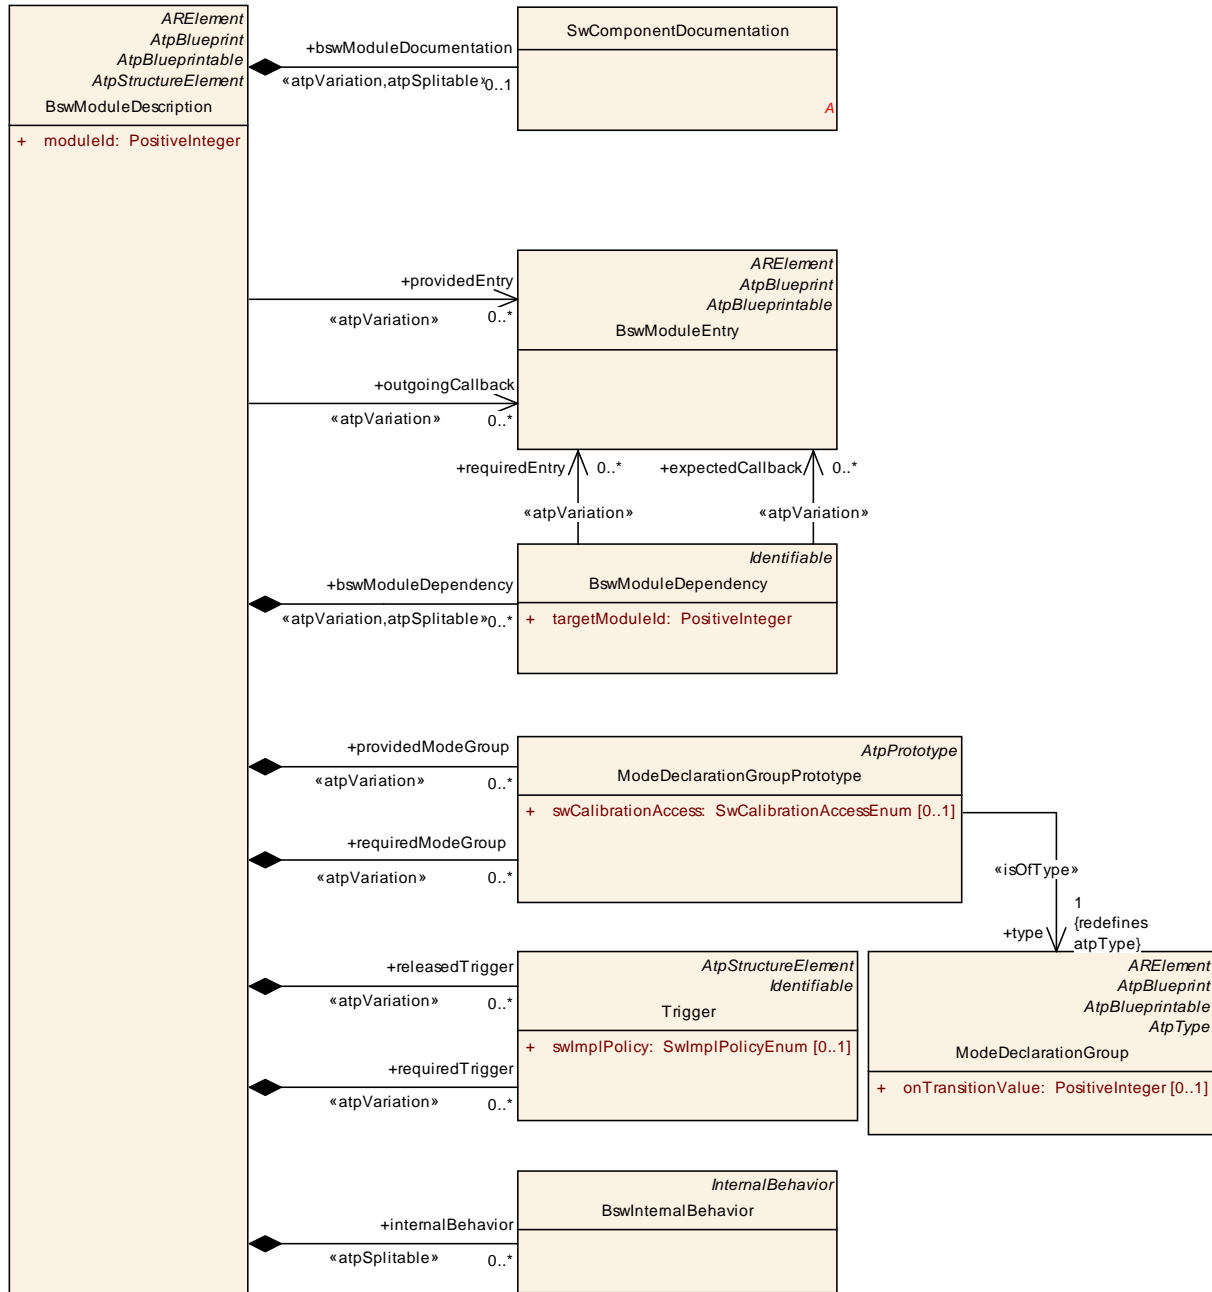 ARElement
AtpBlueprint
AtpBlueprintable
AtpStructureElement
BswModuleDescription
+ moduleId: PositiveInteger
+bswModuleDocumentation
«atpVariation,atpSplitable»
0..1
SwComponentDocumentation
A
+providedEntry
«atpVariation»
0..*
ARElement
AtpBlueprint
AtpBlueprintable
BswModuleEntry
+outgoingCallback
«atpVariation»
0..*
+requiredEntry
0..*
+expectedCallback
0..*
«atpVariation»
«atpVariation»
+bswModuleDependency
«atpVariation,atpSplitable»
0..*
Identifiable
BswModuleDependency
+ targetModuleId: PositiveInteger
+providedModeGroup
«atpVariation»
0..*
AtpPrototype
ModeDeclarationGroupPrototype
+ swCalibrationAccess: SwCalibrationAccessEnum [0..1]
+requiredModeGroup
«atpVariation»
0..*
«isOfType»
1
{redefines
atpType}
+type
+releasedTrigger
«atpVariation»
0..*
AtpStructureElement
Identifiable
Trigger
+ swImplPolicy: SwImplPolicyEnum [0..1]
ARElement
AtpBlueprint
AtpBlueprintable
AtpType
ModeDeclarationGroup
+ onTransitionValue: PositiveInteger [0..1]
+requiredTrigger
«atpVariation»
0..*
+internalBehavior
«atpSplitable»
0..*
InternalBehavior
BswInternalBehavior